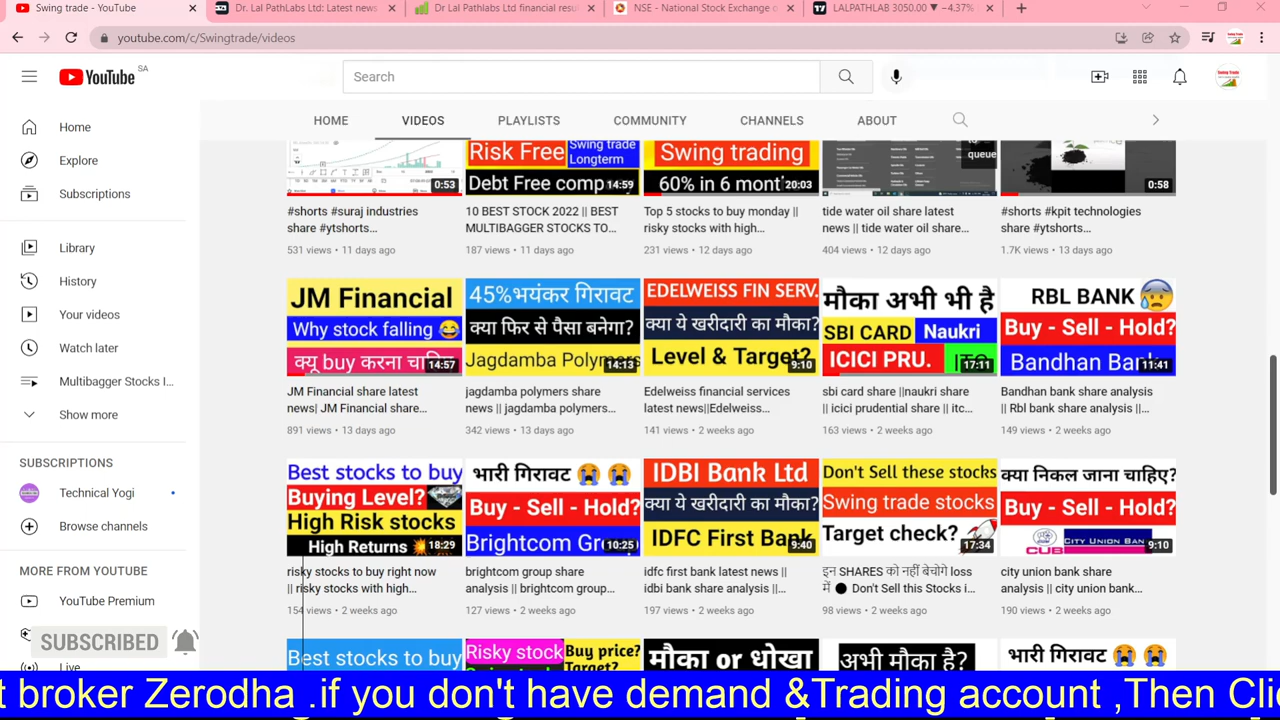 Swing trade - YouTube
Dr. Lal PathLabs Ltd: Latest news
Dr Lal Pathlabs Ltd financial resu
NSE - National Stock Exchange o
LALPATHLAB 3050.00 ▼ −4.37%
youtube.com/c/Swingtrade/videos
YouTube SA
Search
HOME
VIDEOS
PLAYLISTS
COMMUNITY
CHANNELS
ABOUT
Home
Explore
Subscriptions
Library
History
Your videos
Watch later
Multibagger Stocks I...
Show more
SUBSCRIPTIONS
Technical Yogi
Browse channels
MORE FROM YOUTUBE
YouTube Premium
Live
SUBSCRIBED
0:53
#shorts #suraj industries
share #ytshorts...
531 views • 11 days ago
Risk Free
Swing trade
Longterm
Debt Free comp
14:59
10 BEST STOCK 2022 || BEST
MULTIBAGGER STOCKS TO...
187 views • 11 days ago
Swing trading
60% in 6 mont
20:03
Top 5 stocks to buy monday ||
risky stocks with high...
231 views • 12 days ago
queue
tide water oil share latest
news || tide water oil share...
404 views • 12 days ago
0:58
#shorts #kpit technologies
share #ytshorts...
1.7K views • 13 days ago
JM Financial
Why stock falling 😂
क्यू buy करना चाहि
14:57
JM Financial share latest
news| JM Financial share...
891 views • 13 days ago
45%भयंकर गिरावट
क्या फिर से पैसा बनेगा?
Jagdamba Polymers
14:13
jagdamba polymers share
news || jagdamba polymers...
342 views • 13 days ago
EDELWEISS FIN SERV.
क्या ये खरीदारी का मौका?
Level & Target?
9:10
Edelweiss financial services
latest news||Edelweiss...
141 views • 2 weeks ago
मौका अभी भी है
SBI CARD
Naukri
ICICI PRU.
17:11
sbi card share ||naukri share
|| icici prudential share || itc...
163 views • 2 weeks ago
RBL BANK 😰
Buy - Sell - Hold?
Bandhan Bank
11:41
Bandhan bank share analysis
|| Rbl bank share analysis ||...
149 views • 2 weeks ago
Best stocks to buy
Buying Level?
High Risk stocks
High Returns 💥
18:29
risky stocks to buy right now
|| risky stocks with high...
154 views • 2 weeks ago
भारी गिरावट 😭 😭
Buy - Sell - Hold?
Brightcom Gro
10:25
brightcom group share
analysis || brightcom group...
127 views • 2 weeks ago
IDBI Bank Ltd
क्या ये खरीदारी का मौका?
IDFC First Bank
9:40
idfc first bank latest news ||
idbi bank share analysis ||...
197 views • 2 weeks ago
Don't Sell these stocks
Swing trade stocks
Target check? 🚀
17:34
इन SHARES को नहीं बेचोंगे loss
में ⚫ Don't Sell this Stocks i...
98 views • 2 weeks ago
क्या निकल जाना चाहिए?
Buy - Sell - Hold?
CUB CITY UNION BAN
9:10
city union bank share
analysis || city union bank...
190 views • 2 weeks ago
Best stocks to buy
Risky stock
Buy price?
Target?
मौका or धोखा
अभी मौका है?
भारी गिरावट 😭 😭
t broker Zerodha .if you don't have demand &Trading account ,Then Clic